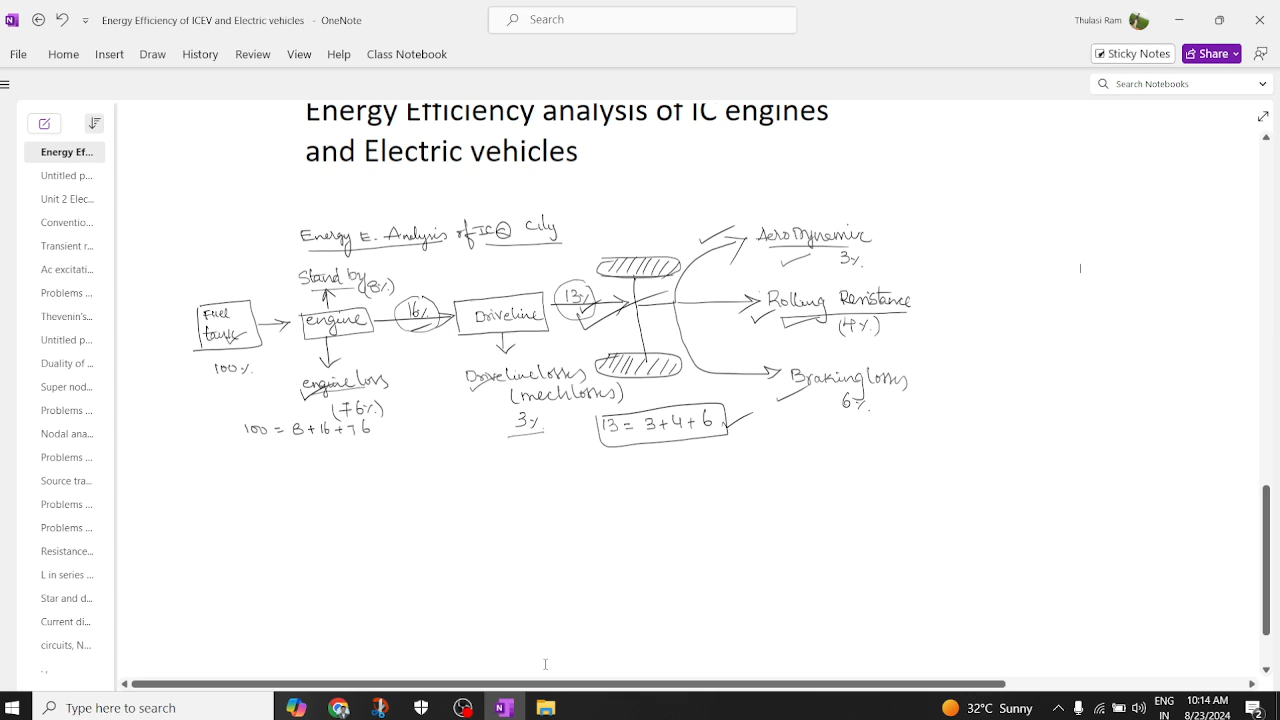 Energy Efficiency of ICEV and Electric vehicles - OneNote
Search
Thulasi Ram
File Home Insert Draw History Review View Help Class Notebook
Sticky Notes
Share
Search Notebooks
Energy Ef...
Untitled p...
Unit 2 Elec...
Conventio...
Transient r...
Ac excitati...
Problems ...
Thevenin's...
Untitled p...
Duality of ...
Super nod...
Problems ...
Nodal ana...
Problems ...
Source tra...
Problems ...
Problems ...
Resistance...
L in series ...
Star and d...
Current di...
circuits, N...
Energy Efficiency analysis of IC engines
and Electric vehicles
Energy E. Analysis of ICE City
Stand by (8%)
Fuel
tank
100%
engine
16%
Driveline
13%
engine loss
(76%)
100 = 8+16+76
Driveline losses
(mech losses)
3%
13 = 3+4+6
AeroDynamic
3%
Rolling Resistance
(4%)
Braking losses
6%
Type here to search
32°C Sunny
ENG
IN
10:14 AM
8/23/2024
2